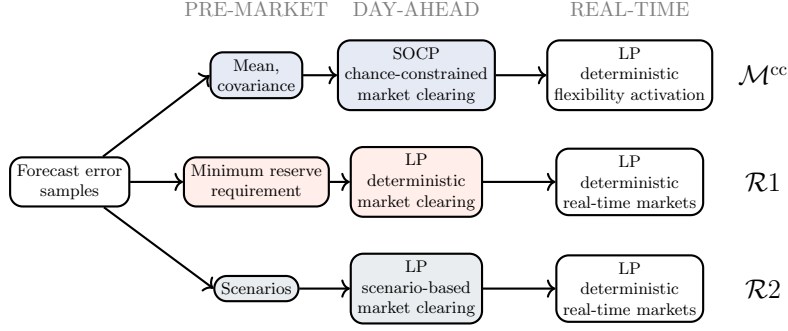 PRE-MARKET DAY-AHEAD REAL-TIME
Mean,
covariance
SOCP
chance-constrained
market clearing
LP
deterministic
flexibility activation
𝓜ᶜᶜ
Forecast error
samples
Minimum reserve
requirement
LP
deterministic
market clearing
LP
deterministic
real-time markets
𝓡1
Scenarios
LP
scenario-based
market clearing
LP
deterministic
real-time markets
𝓡2